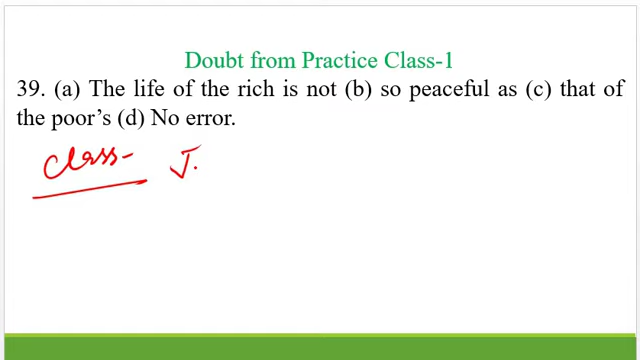 Doubt from Practice Class-1
39. (a) The life of the rich is not (b) so peaceful as (c) that of
the poor's (d) No error.
Class- J.